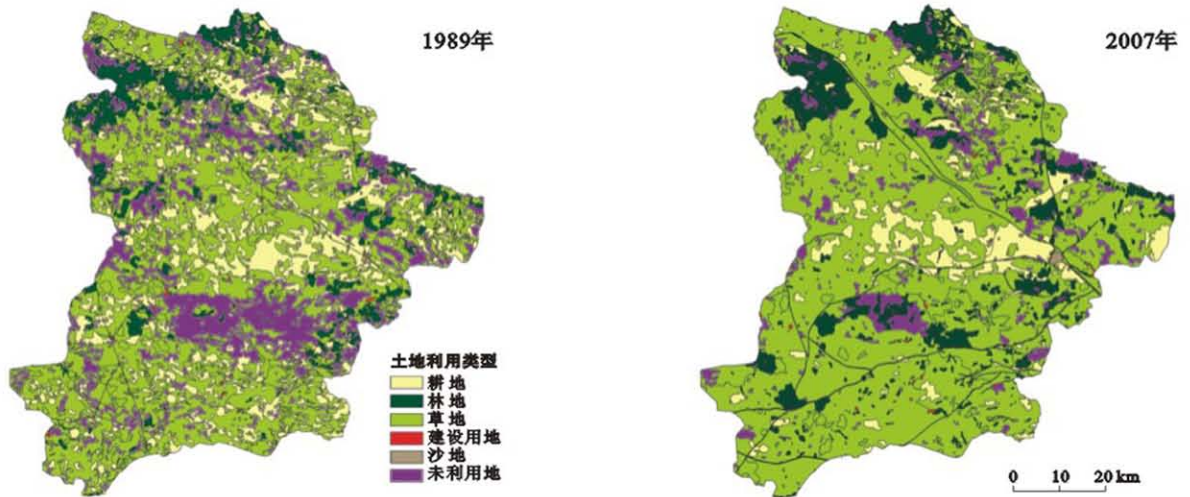 1989年
2007年
土地利用类型
耕地
林地
草地
建设用地
沙地
未利用地
0 10 20 km